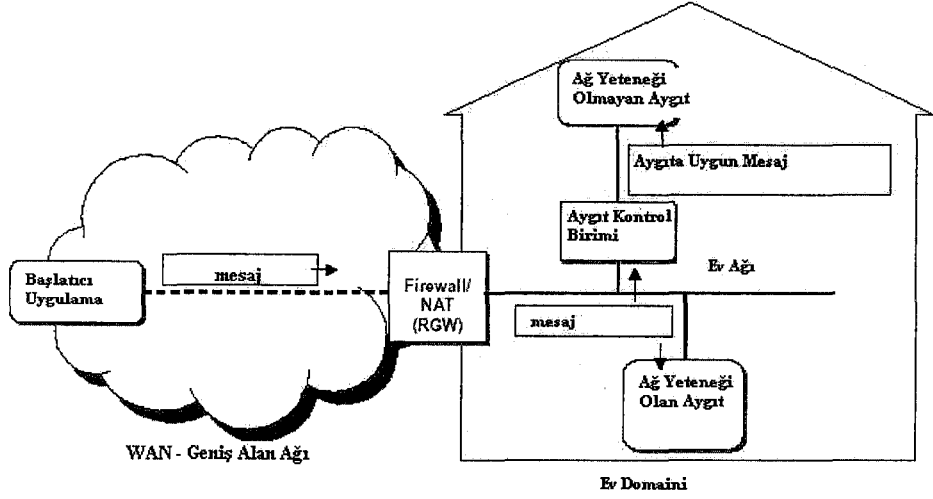 Ağ Yeteneği
Olmayan Aygıt
Aygıta Uygun Mesaj
Aygıt Kontrol
Birimi
Ev Ağı
Başlatıcı
Uygulama
mesaj
Firewall/
NAT
(RGW)
mesaj
Ağ Yeteneği
Olan Aygıt
WAN - Geniş Alan Ağı
Ev Domaini